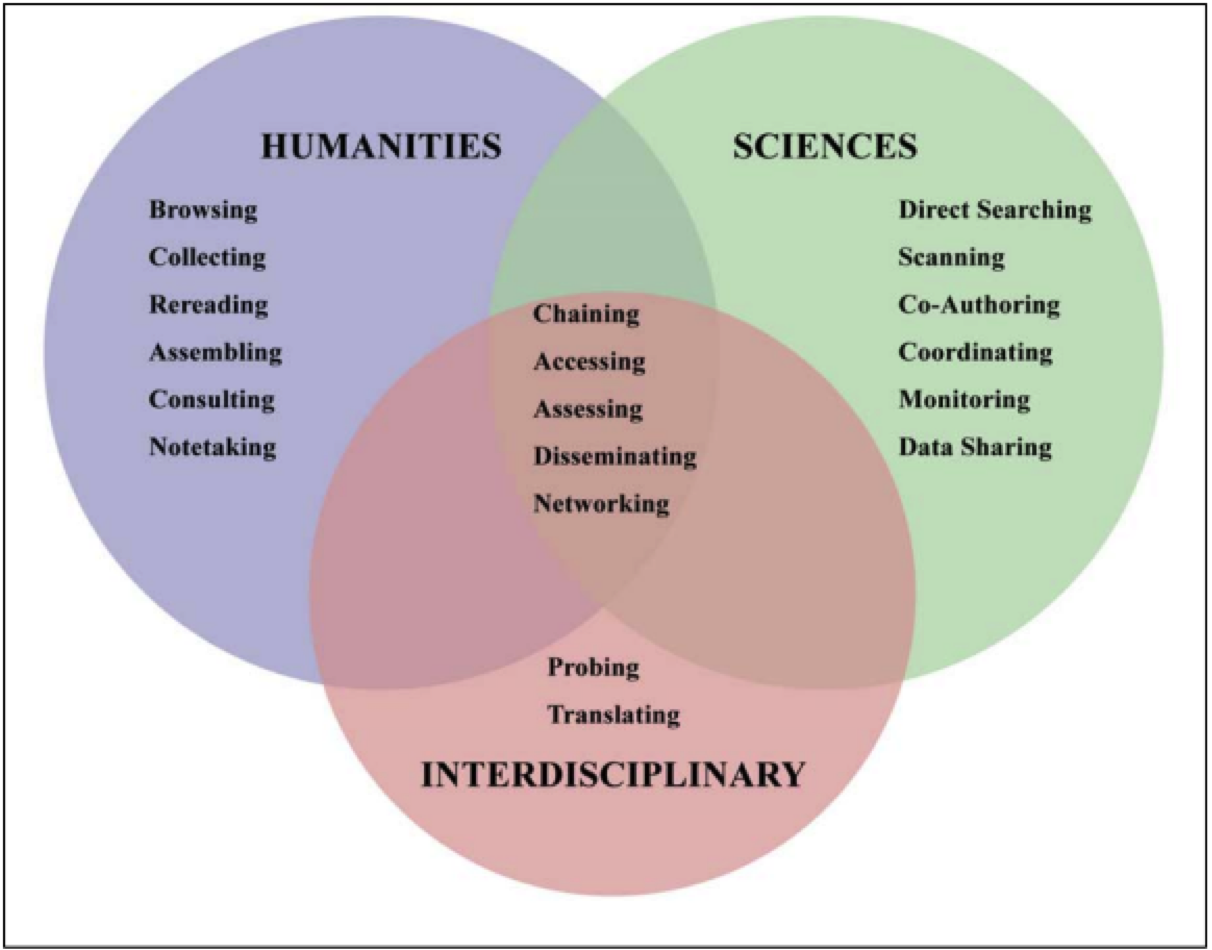 HUMANITIES
Browsing
Collecting
Rereading
Assembling
Consulting
Notetaking
SCIENCES
Direct Searching
Scanning
Co-Authoring
Coordinating
Monitoring
Data Sharing
Chaining
Accessing
Assessing
Disseminating
Networking
Probing
Translating
INTERDISCIPLINARY